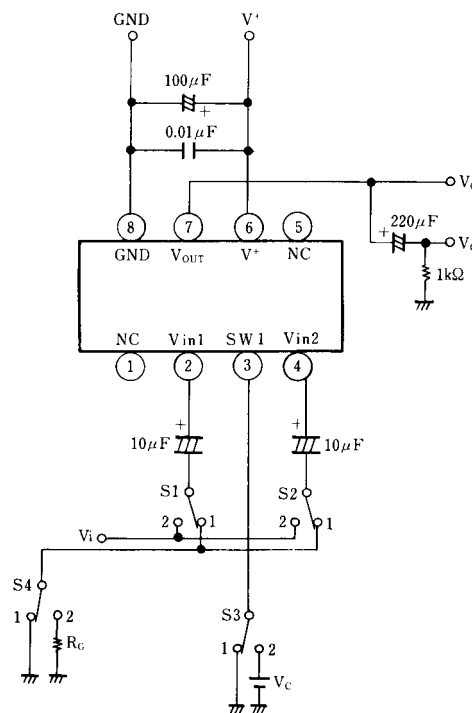 GND V⁺
100μF
+
0.01μF
8 7 6 5
GND VOUT V⁺ NC
220μF
+
1kΩ
NC Vin1 SW1 Vin2
1 2 3 4
+ +
10μF 10μF
S1 S2
2 1 2 1
Vi
S4 S3
1 2 1 2
RG VC